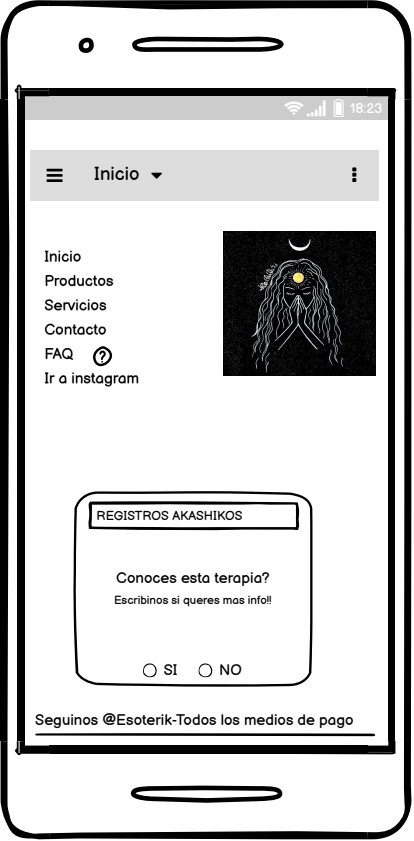 18:23
Inicio
Inicio
Productos
Servicios
Contacto
FAQ ?
Ir a instagram
REGISTROS AKASHIKOS
Conoces esta terapia?
Escribinos si queres mas info!!
SI NO
Seguinos @Esoterik-Todos los medios de pago